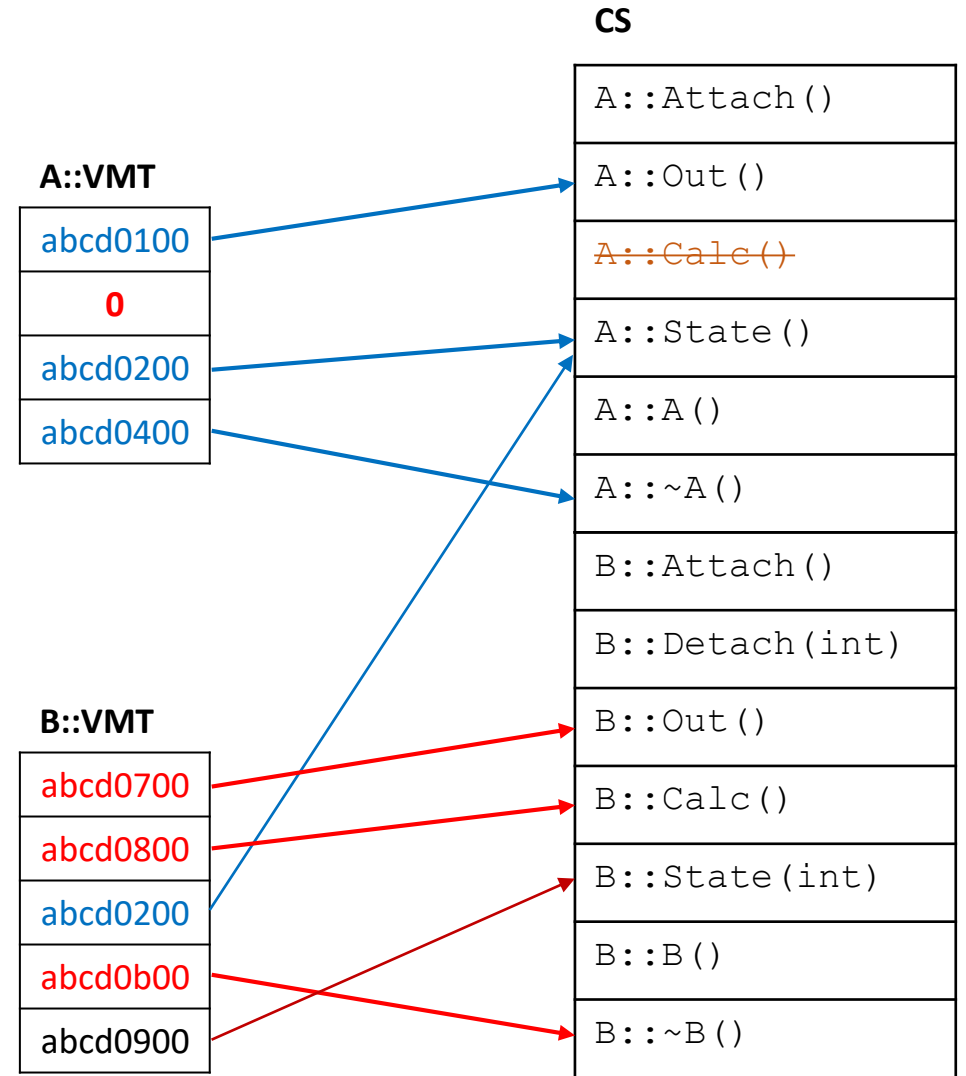 CS
A::Attach()
A::Out()
A::Calc()
A::State()
A::A()
A::~A()
B::Attach()
B::Detach(int)
B::Out()
B::Calc()
B::State(int)
B::B()
B::~B()
A::VMT
abcd0100
0
abcd0200
abcd0400
B::VMT
abcd0700
abcd0800
abcd0200
abcd0b00
abcd0900